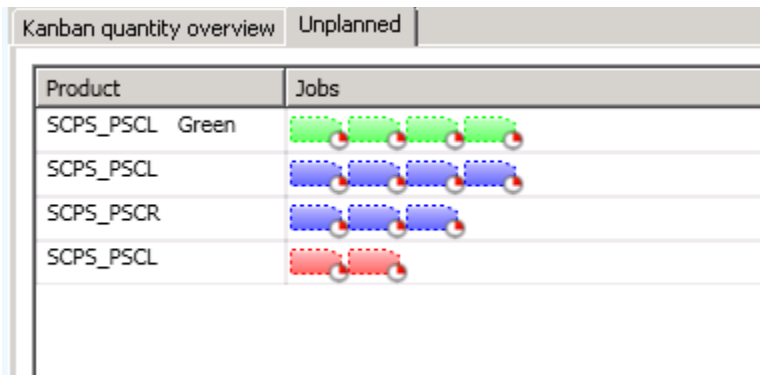 Kanban quantity overview Unplanned
Product Jobs
SCPS_PSCL Green
SCPS_PSCL
SCPS_PSCR
SCPS_PSCL